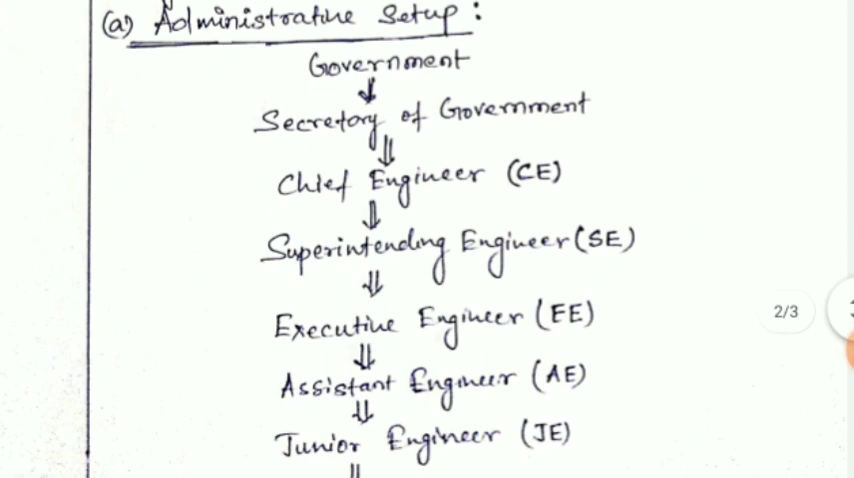 (a) Administrative Setup :
Government
↓
Secretary of Government
⇓
Chief Engineer (CE)
⇓
Superintending Engineer (SE)
⇓
Executive Engineer (EE)
⇓
Assistant Engineer (AE)
⇓
Junior Engineer (JE)
2/3